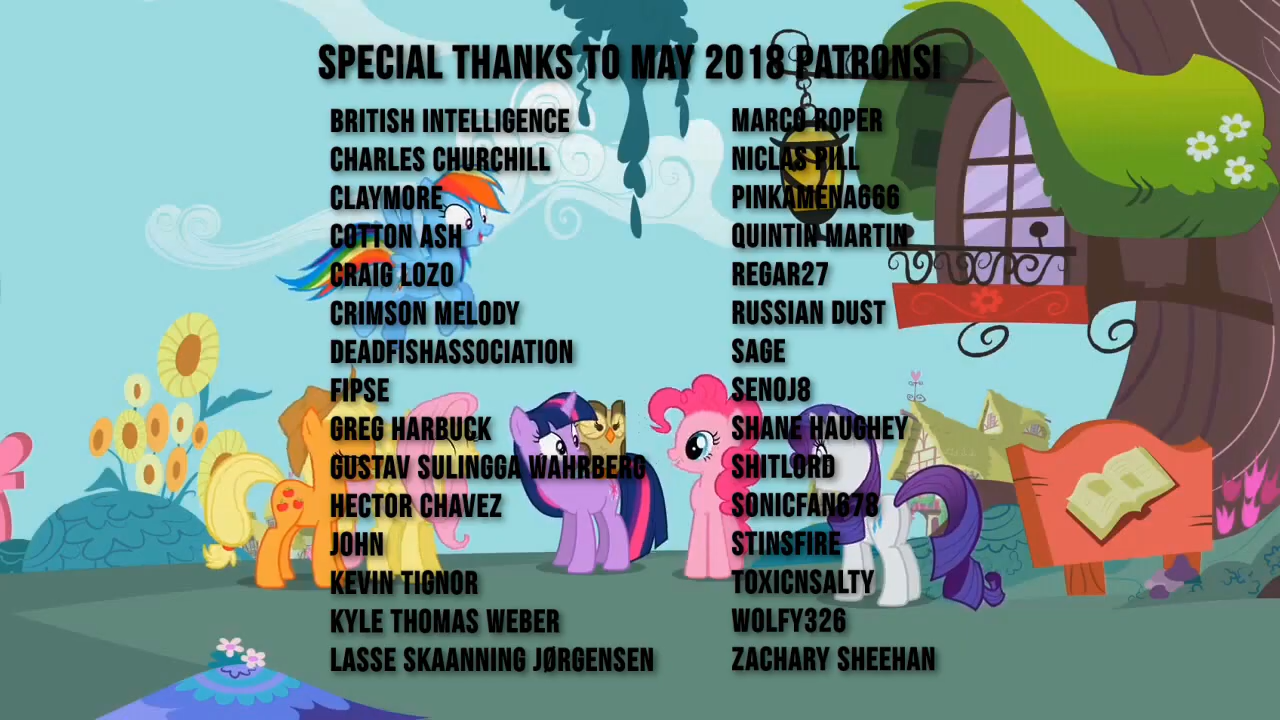 SPECIAL THANKS TO MAY 2018 PATRONS!
BRITISH INTELLIGENCE
CHARLES CHURCHILL
CLAYMORE
COTTON ASH
CRAIG LOZO
CRIMSON MELODY
DEADFISHASSOCIATION
FIPSE
GREG HARBUCK
GUSTAV SULINGGA WAHRBERG
HECTOR CHAVEZ
JOHN
KEVIN TIGNOR
KYLE THOMAS WEBER
LASSE SKAANNING JØRGENSEN
MARCO ROPER
NICLAS PILL
PINKAMENA666
QUINTIN MARTIN
REGAR27
RUSSIAN DUST
SAGE
SENOJ8
SHANE HAUGHEY
SHITLORD
SONICFAN678
STINSFIRE
TOXICNSALTY
WOLFY326
ZACHARY SHEEHAN